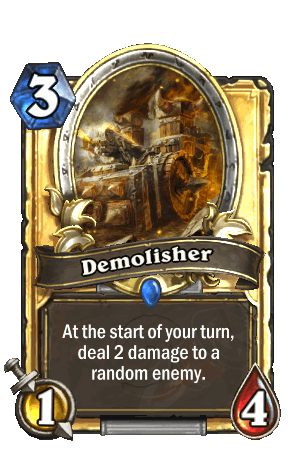 3
Demolisher
At the start of your turn,
deal 2 damage to a
random enemy.
1
4